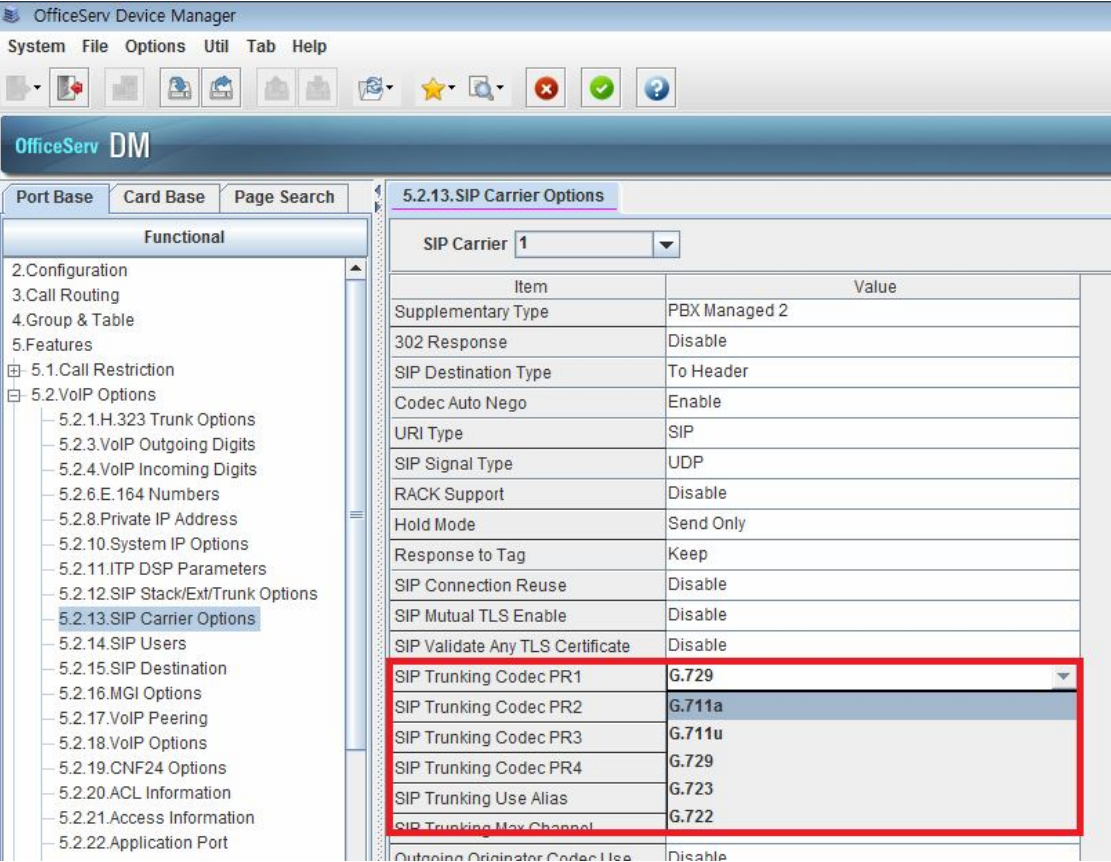 OfficeServ Device Manager
System File Options Util Tab Help
OfficeServ DM
Port Base Card Base Page Search
Functional
2.Configuration
3.Call Routing
4.Group & Table
5.Features
5.1.Call Restriction
5.2.VoIP Options
5.2.1.H.323 Trunk Options
5.2.3.VoIP Outgoing Digits
5.2.4.VoIP Incoming Digits
5.2.6.E.164 Numbers
5.2.8.Private IP Address
5.2.10.System IP Options
5.2.11.ITP DSP Parameters
5.2.12.SIP Stack/Ext/Trunk Options
5.2.13.SIP Carrier Options
5.2.14.SIP Users
5.2.15.SIP Destination
5.2.16.MGI Options
5.2.17.VoIP Peering
5.2.18.VoIP Options
5.2.19.CNF24 Options
5.2.20.ACL Information
5.2.21.Access Information
5.2.22.Application Port
5.2.13.SIP Carrier Options
SIP Carrier 1
Item Value
Supplementary Type PBX Managed 2
302 Response Disable
SIP Destination Type To Header
Codec Auto Nego Enable
URI Type SIP
SIP Signal Type UDP
RACK Support Disable
Hold Mode Send Only
Response to Tag Keep
SIP Connection Reuse Disable
SIP Mutual TLS Enable Disable
SIP Validate Any TLS Certificate Disable
SIP Trunking Codec PR1 G.729
SIP Trunking Codec PR2 G.711a
SIP Trunking Codec PR3 G.711u
SIP Trunking Codec PR4 G.729
SIP Trunking Use Alias G.723
SIP Trunking Max Channel G.722
Outgoing Originator Codec Use Disable